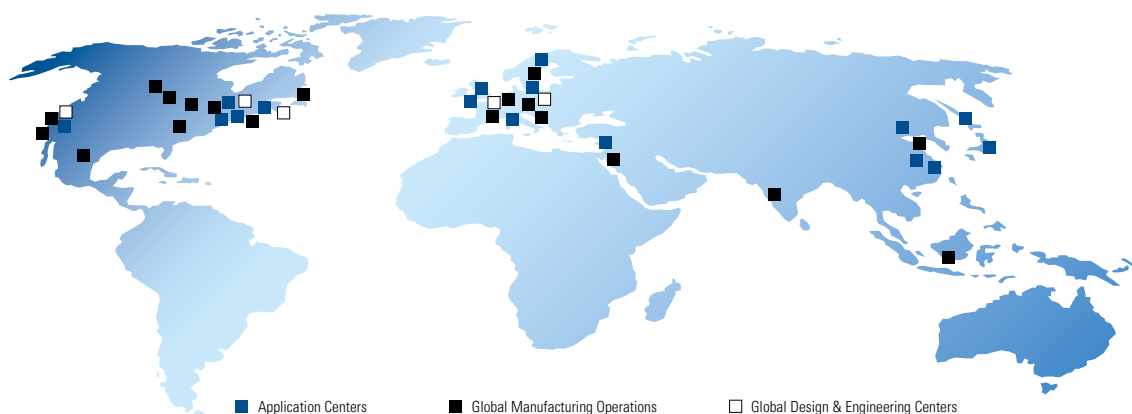 Application Centers
Global Manufacturing Operations
Global Design & Engineering Centers